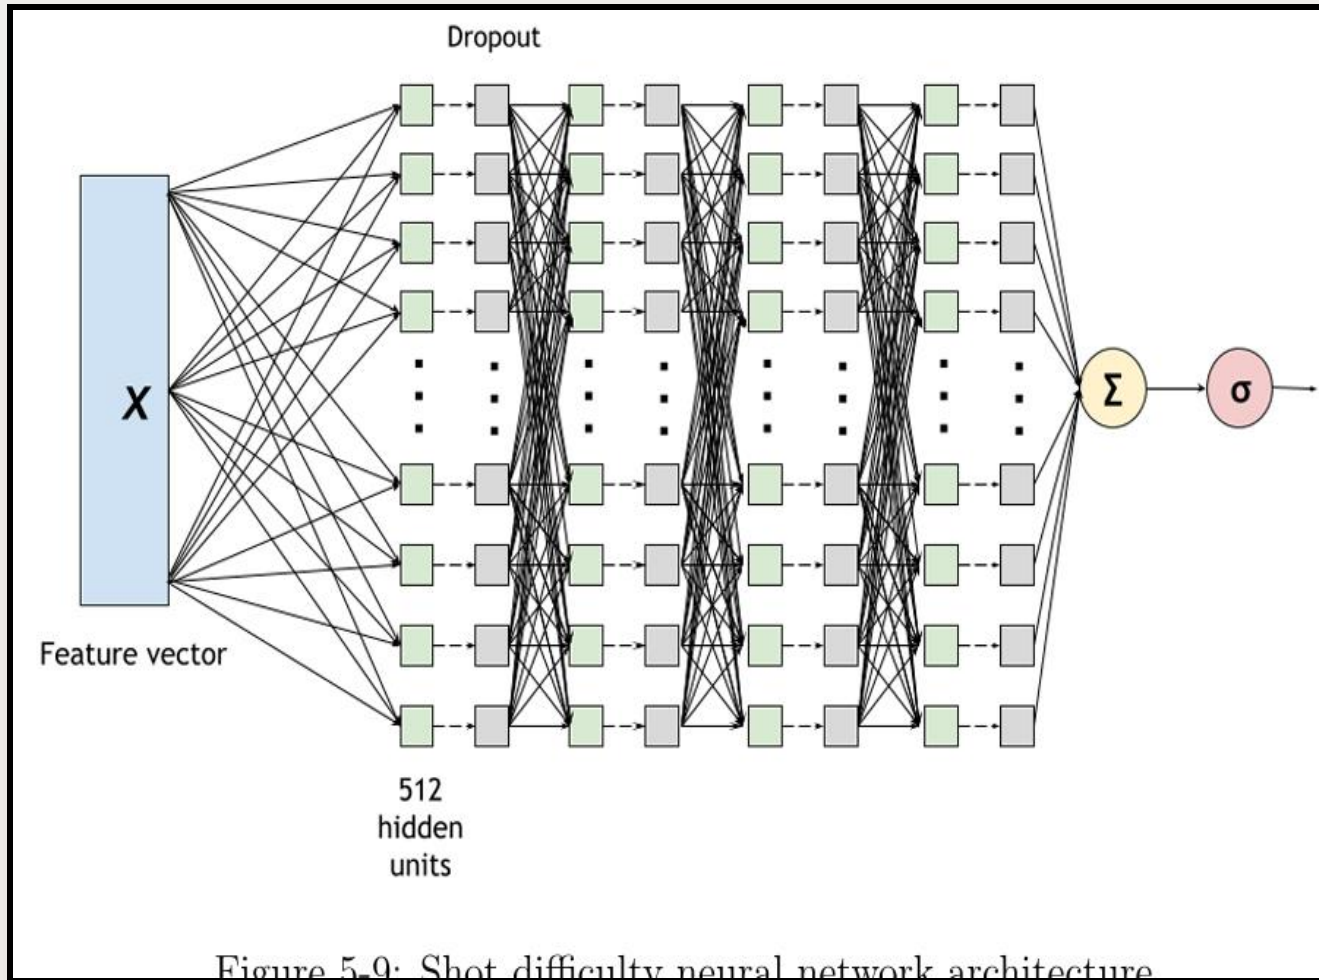 Dropout
X
Σ
σ
Feature vector
512
hidden
units
Figure 5-9: Shot difficulty neural network architecture